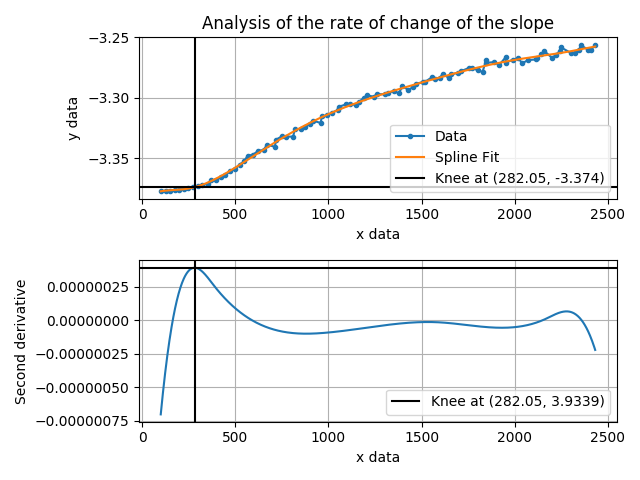 Analysis of the rate of change of the slope
−3.25
−3.30
−3.35
y data
Data
Spline Fit
Knee at (282.05, -3.374)
0 500 1000 1500 2000 2500
x data
0.00000025
0.00000000
−0.00000025
−0.00000050
−0.00000075
Second derivative
Knee at (282.05, 3.9339)
0 500 1000 1500 2000 2500
x data